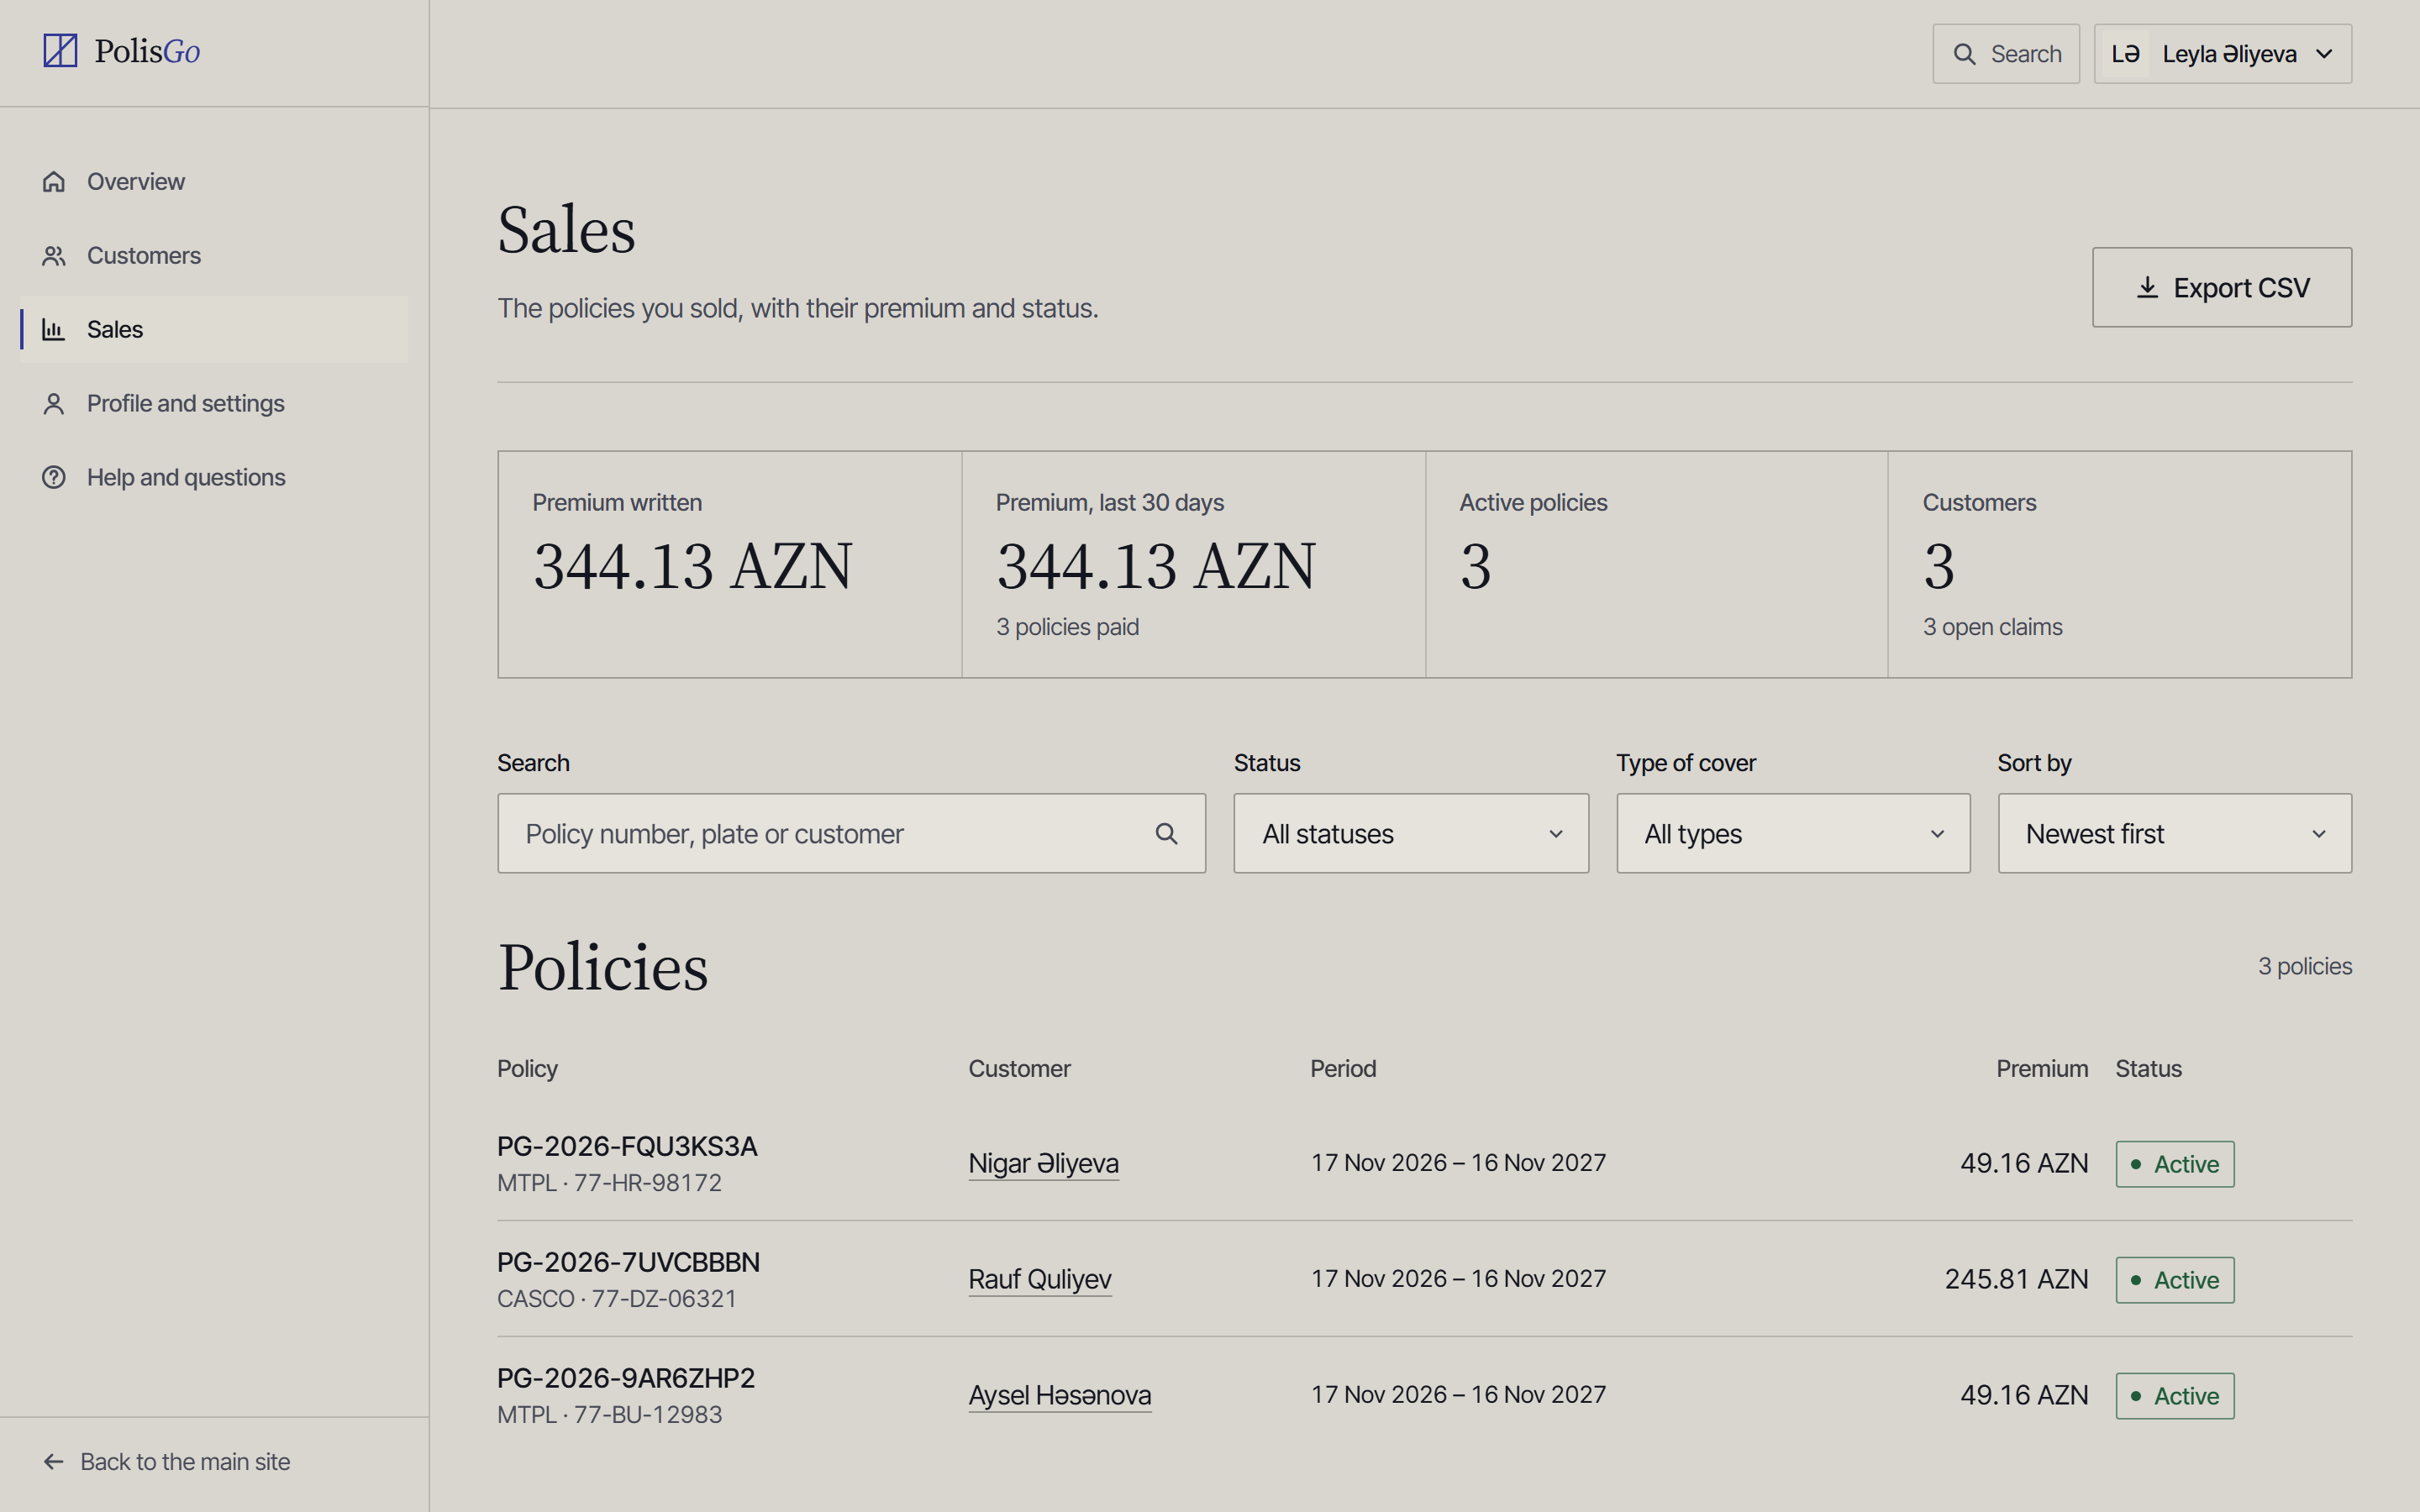 PolisGo
Search
LƏ Leyla Əliyeva
Overview
Customers
Sales
Profile and settings
Help and questions
Back to the main site
Sales
The policies you sold, with their premium and status.
Export CSV
Premium written
344.13 AZN
Premium, last 30 days
344.13 AZN
3 policies paid
Active policies
3
Customers
3
3 open claims
Search
Policy number, plate or customer
Status
All statuses
Type of cover
All types
Sort by
Newest first
Policies
3 policies
Policy Customer Period Premium Status
PG-2026-FQU3KS3A
MTPL · 77-HR-98172
Nigar Əliyeva
17 Nov 2026 – 16 Nov 2027
49.16 AZN
Active
PG-2026-7UVCBBBN
CASCO · 77-DZ-06321
Rauf Quliyev
17 Nov 2026 – 16 Nov 2027
245.81 AZN
Active
PG-2026-9AR6ZHP2
MTPL · 77-BU-12983
Aysel Həsənova
17 Nov 2026 – 16 Nov 2027
49.16 AZN
Active